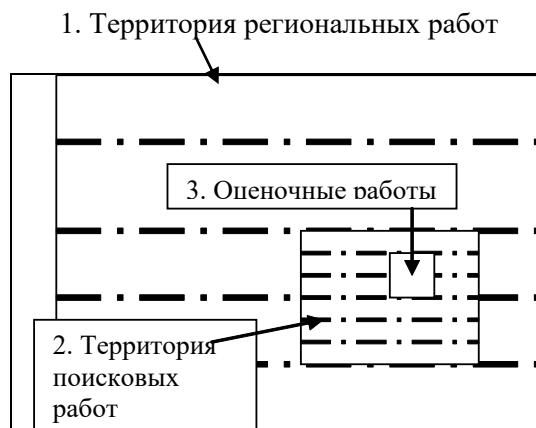 1. Территория региональных работ
3. Оценочные работы
2. Территория
поисковых
работ